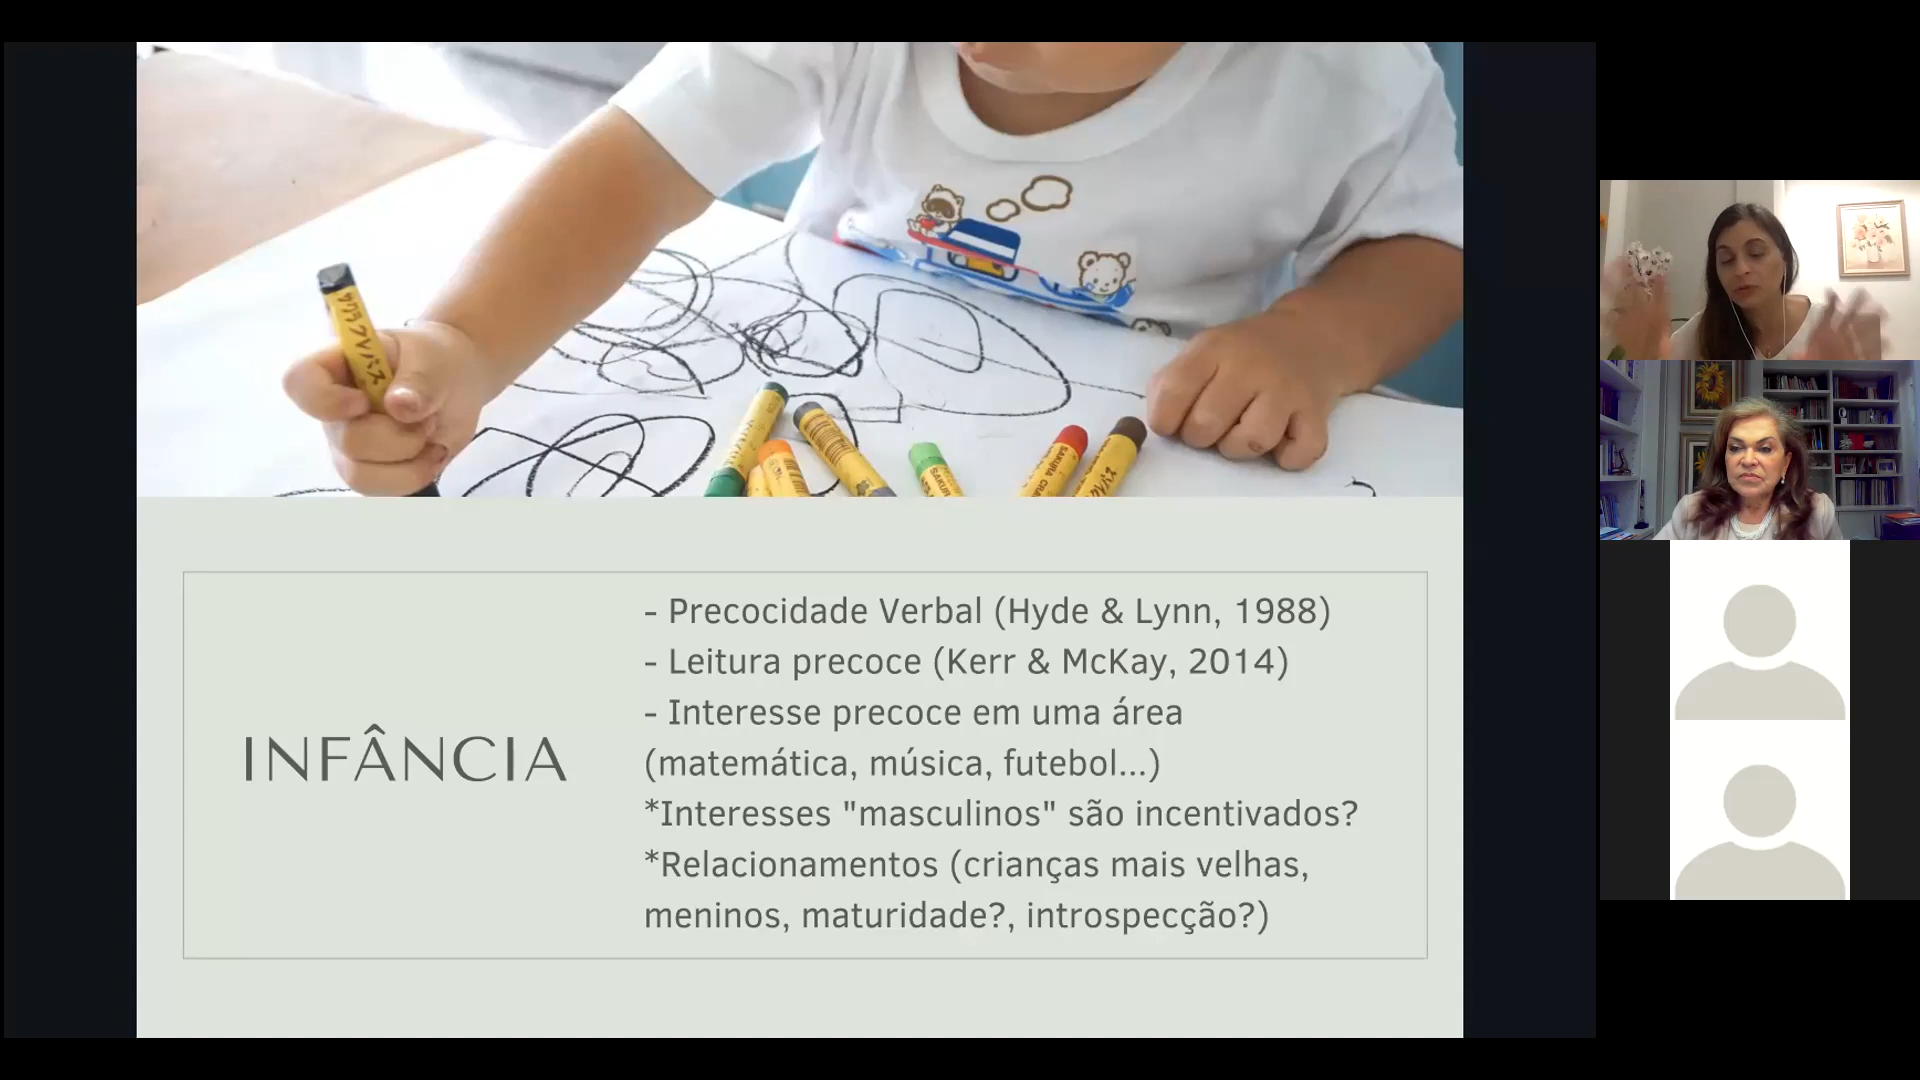 INFÂNCIA
- Precocidade Verbal (Hyde & Lynn, 1988)
- Leitura precoce (Kerr & McKay, 2014)
- Interesse precoce em uma área
(matemática, música, futebol...)
*Interesses "masculinos" são incentivados?
*Relacionamentos (crianças mais velhas,
meninos, maturidade?, introspecção?)